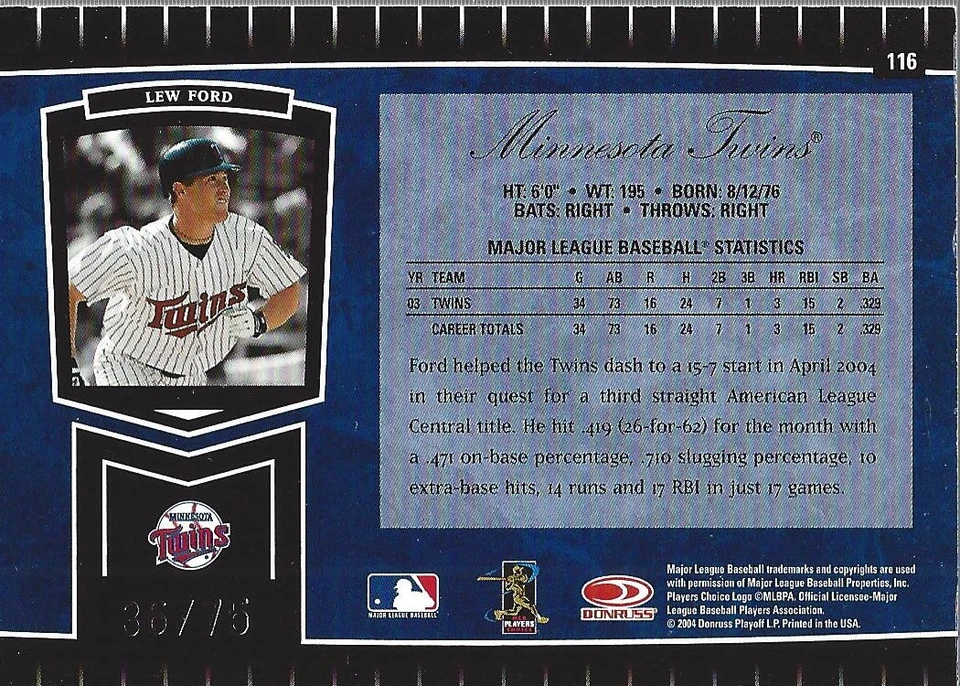 116
LEW FORD
Twins
Minnesota Twins®
HT: 6'0" • WT: 195 • BORN: 8/12/76
BATS: RIGHT • THROWS: RIGHT
MAJOR LEAGUE BASEBALL® STATISTICS
YR TEAM G AB R H 2B 3B HR RBI SB BA
03 TWINS 34 73 16 24 7 1 3 15 2 .329
CAREER TOTALS 34 73 16 24 7 1 3 15 2 .329
Ford helped the Twins dash to a 15-7 start in April 2004
in their quest for a third straight American League
Central title. He hit .419 (26-for-62) for the month with
a .471 on-base percentage, .710 slugging percentage, 10
extra-base hits, 14 runs and 17 RBI in just 17 games.
MINNESOTA
Twins
36/75
MAJOR LEAGUE BASEBALL
PLAYERS
CHOICE
DONRUSS
Major League Baseball trademarks and copyrights are used
with permission of Major League Baseball Properties, Inc.
Players Choice Logo ©MLBPA. Official Licensee-Major
League Baseball Players Association.
© 2004 Donruss Playoff L.P. Printed in the USA.